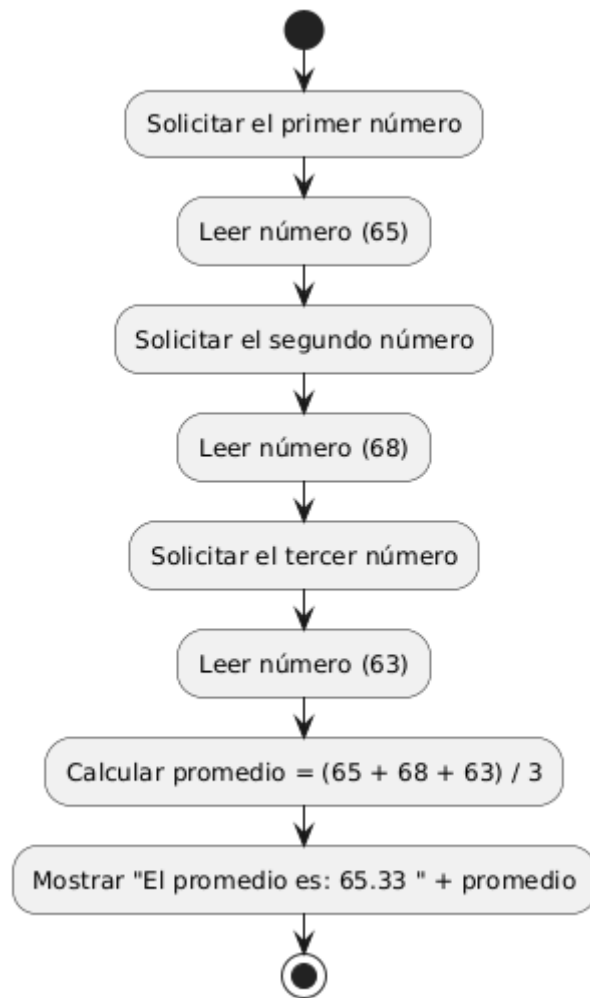 Solicitar el primer número
Leer número (65)
Solicitar el segundo número
Leer número (68)
Solicitar el tercer número
Leer número (63)
Calcular promedio = (65 + 68 + 63) / 3
Mostrar "El promedio es: 65.33 " + promedio